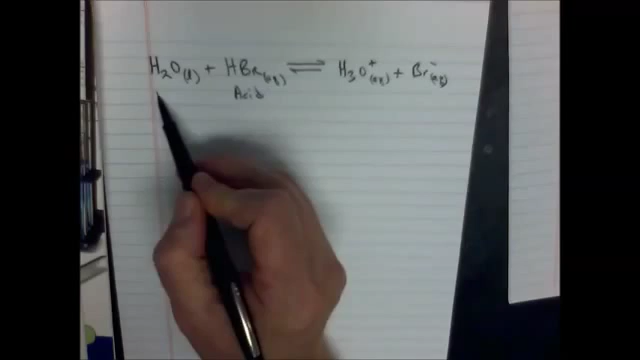 H₂O(l) + HBr(aq) ⇌ H₃O⁺(aq) + Br⁻(aq)
Acid